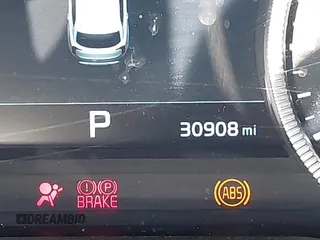 P 30908 mi
(!) (P) (ABS)
BRAKE
DREAMBID